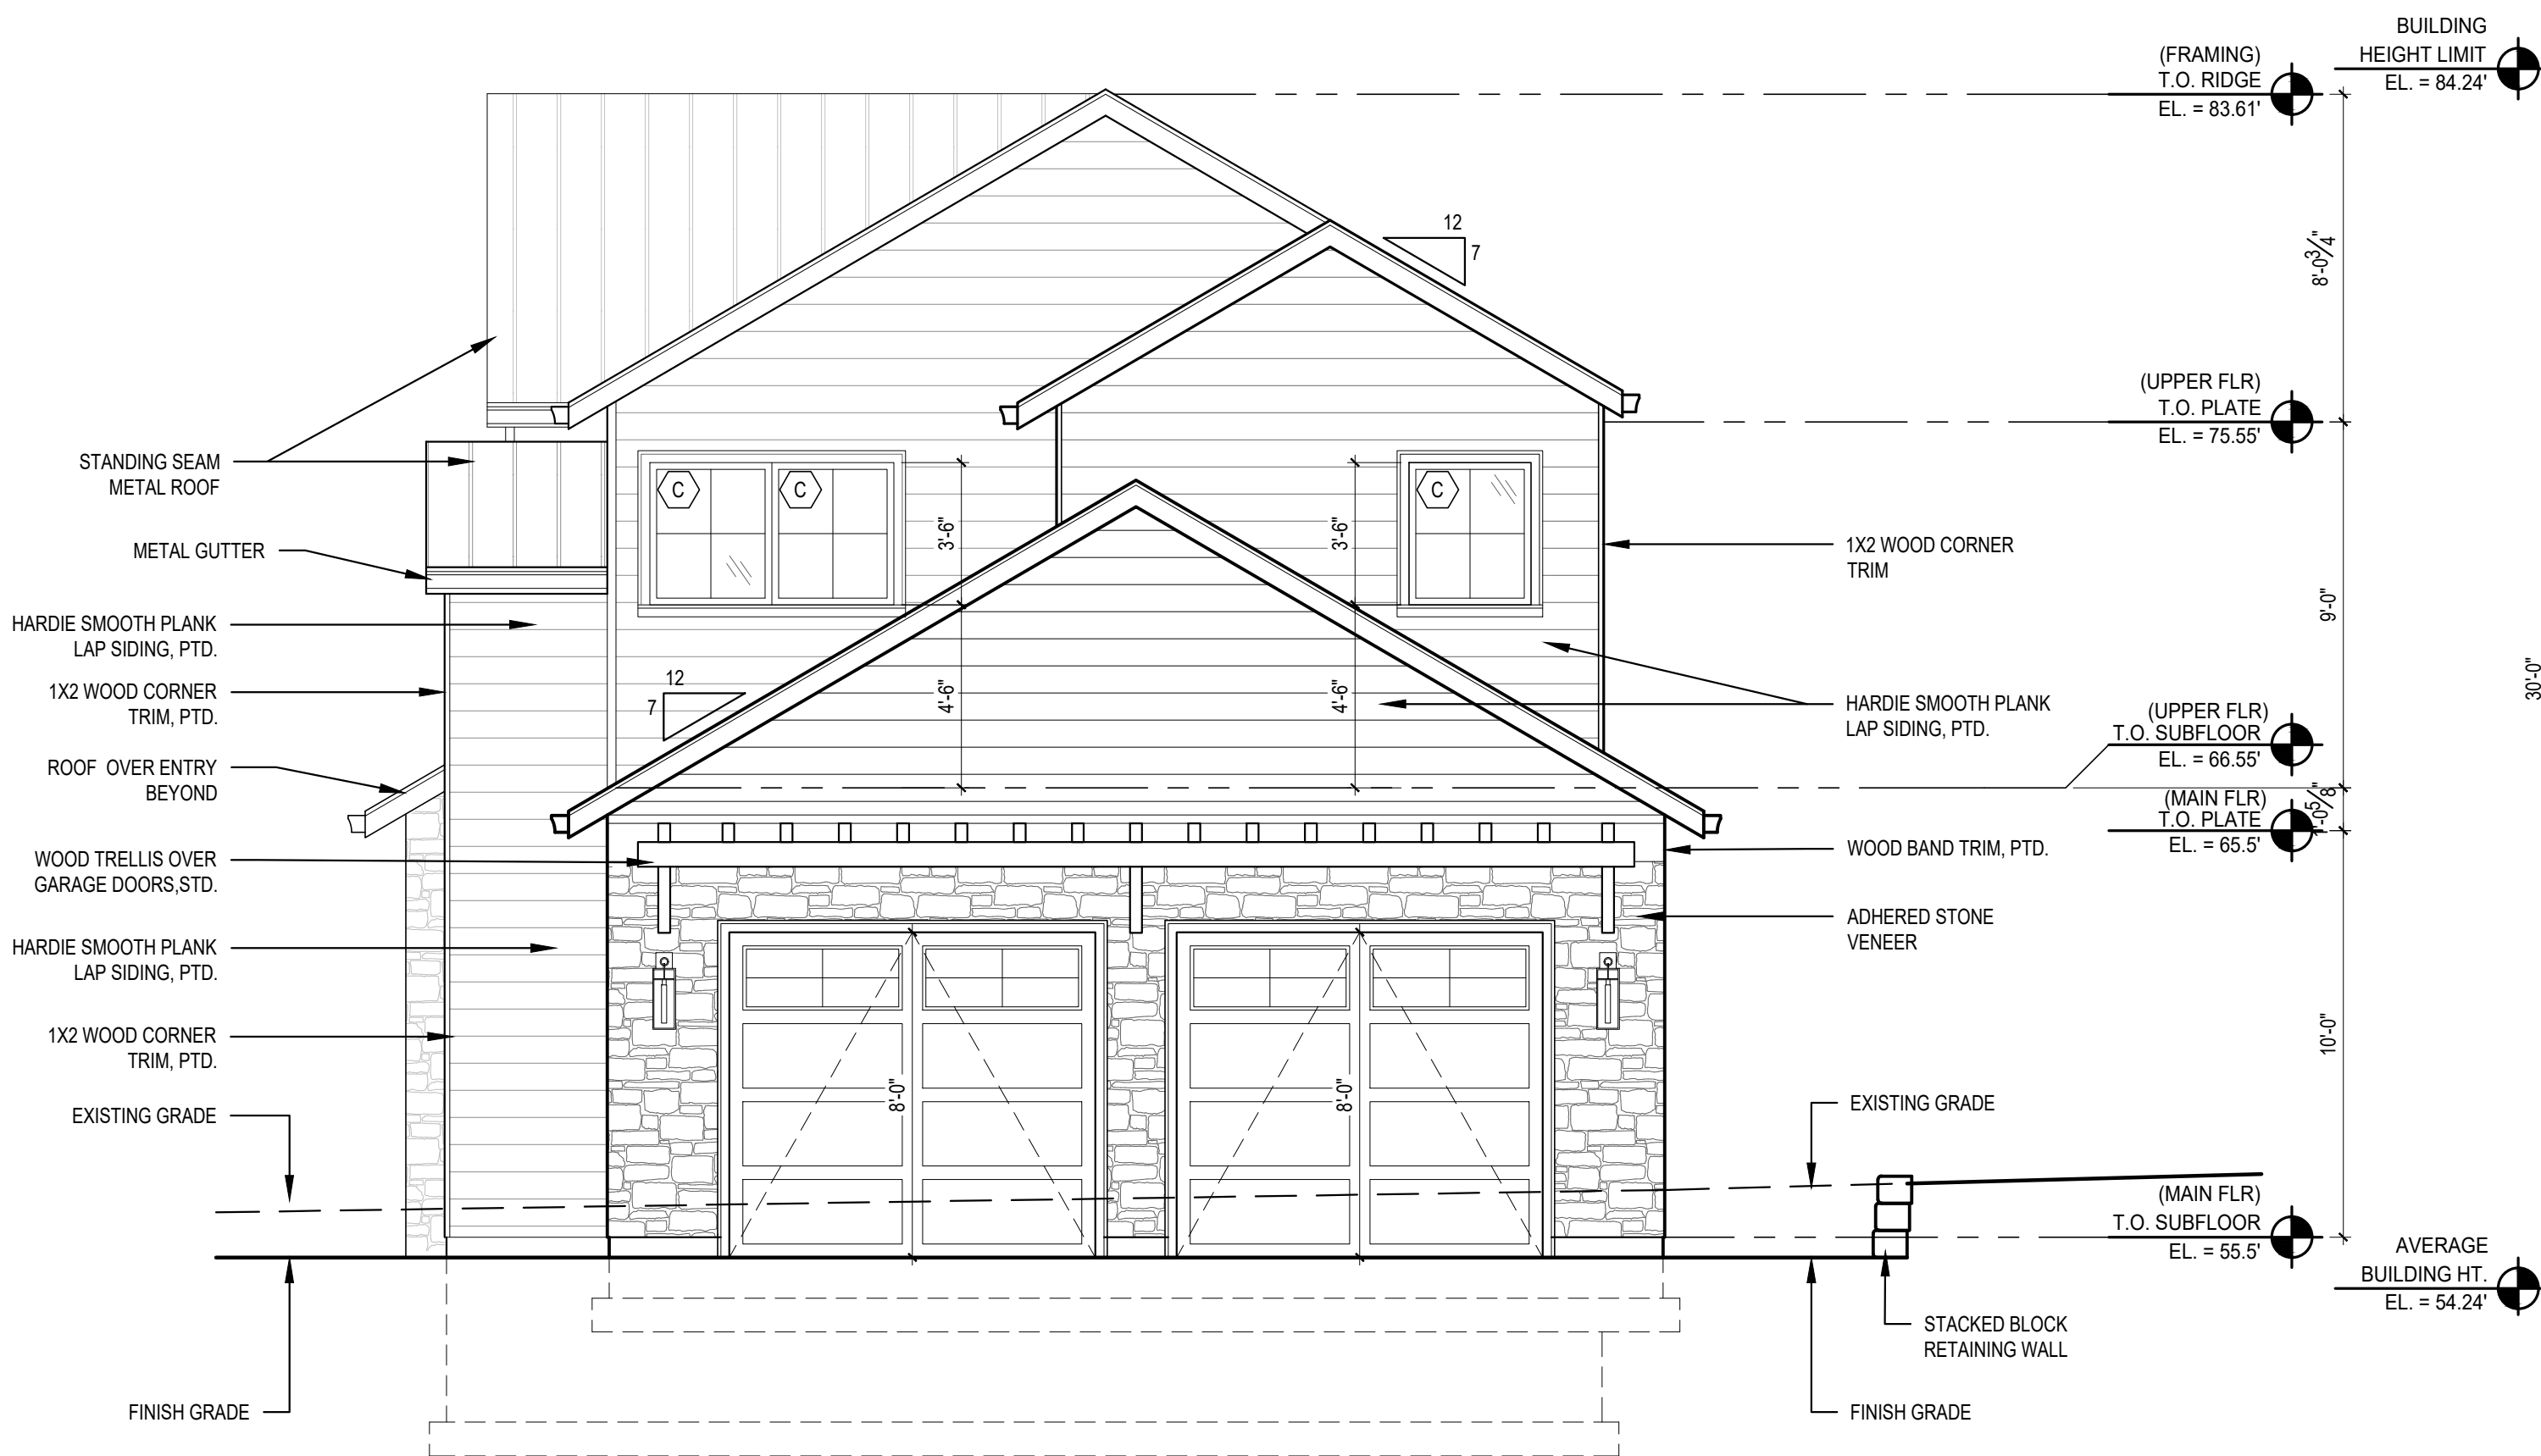 BUILDING
HEIGHT LIMIT
EL. = 84.24'
(FRAMING)
T.O. RIDGE
EL. = 83.61'
12
7
8'-0 3/4"
(UPPER FLR)
T.O. PLATE
EL. = 75.55'
STANDING SEAM
METAL ROOF
C
C
C
3'-6"
3'-6"
METAL GUTTER
1X2 WOOD CORNER
TRIM
HARDIE SMOOTH PLANK
LAP SIDING, PTD.
9'-0"
30'-0"
12
7
4'-6"
4'-6"
1X2 WOOD CORNER
TRIM, PTD.
HARDIE SMOOTH PLANK
LAP SIDING, PTD.
(UPPER FLR)
T.O. SUBFLOOR
EL. = 66.55'
ROOF OVER ENTRY
BEYOND
(MAIN FLR)
T.O. PLATE
EL. = 65.5'
WOOD TRELLIS OVER
GARAGE DOORS,STD.
WOOD BAND TRIM, PTD.
ADHERED STONE
VENEER
HARDIE SMOOTH PLANK
LAP SIDING, PTD.
1X2 WOOD CORNER
TRIM, PTD.
10'-0"
8'-0"
8'-0"
EXISTING GRADE
EXISTING GRADE
(MAIN FLR)
T.O. SUBFLOOR
EL. = 55.5'
AVERAGE
BUILDING HT.
EL. = 54.24'
STACKED BLOCK
RETAINING WALL
FINISH GRADE
FINISH GRADE